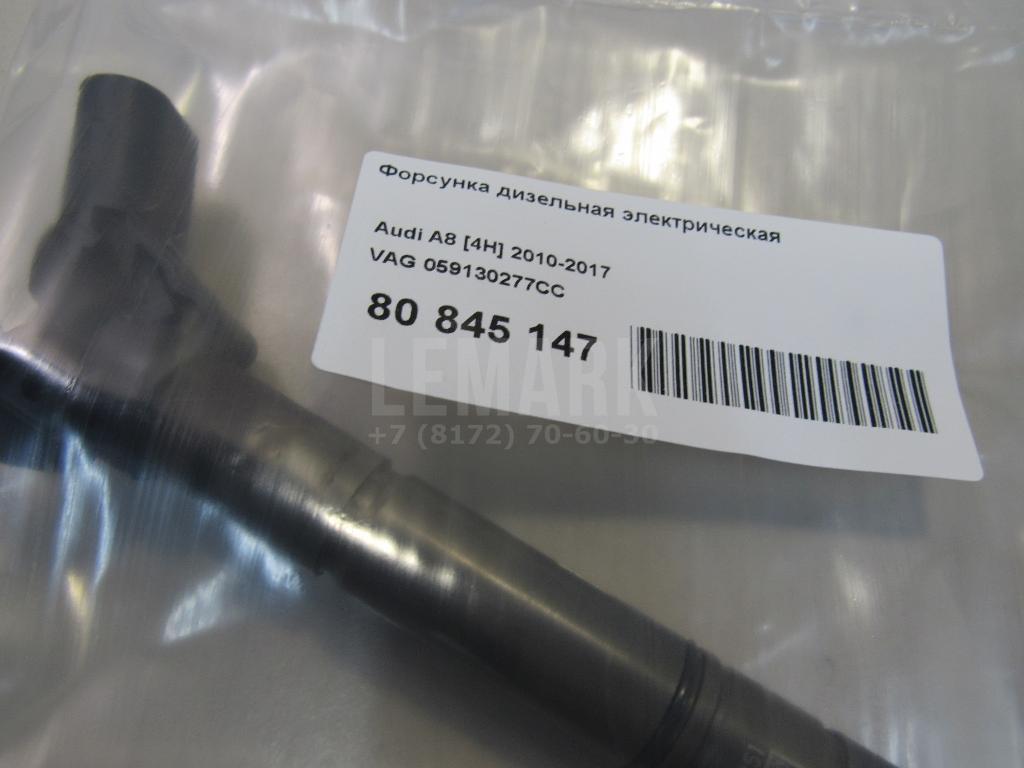 Форсунка дизельная электрическая
Audi A8 [4H] 2010-2017
VAG 059130277CC
80 845 147
LEMARK
+7 (8172) 70-60-30